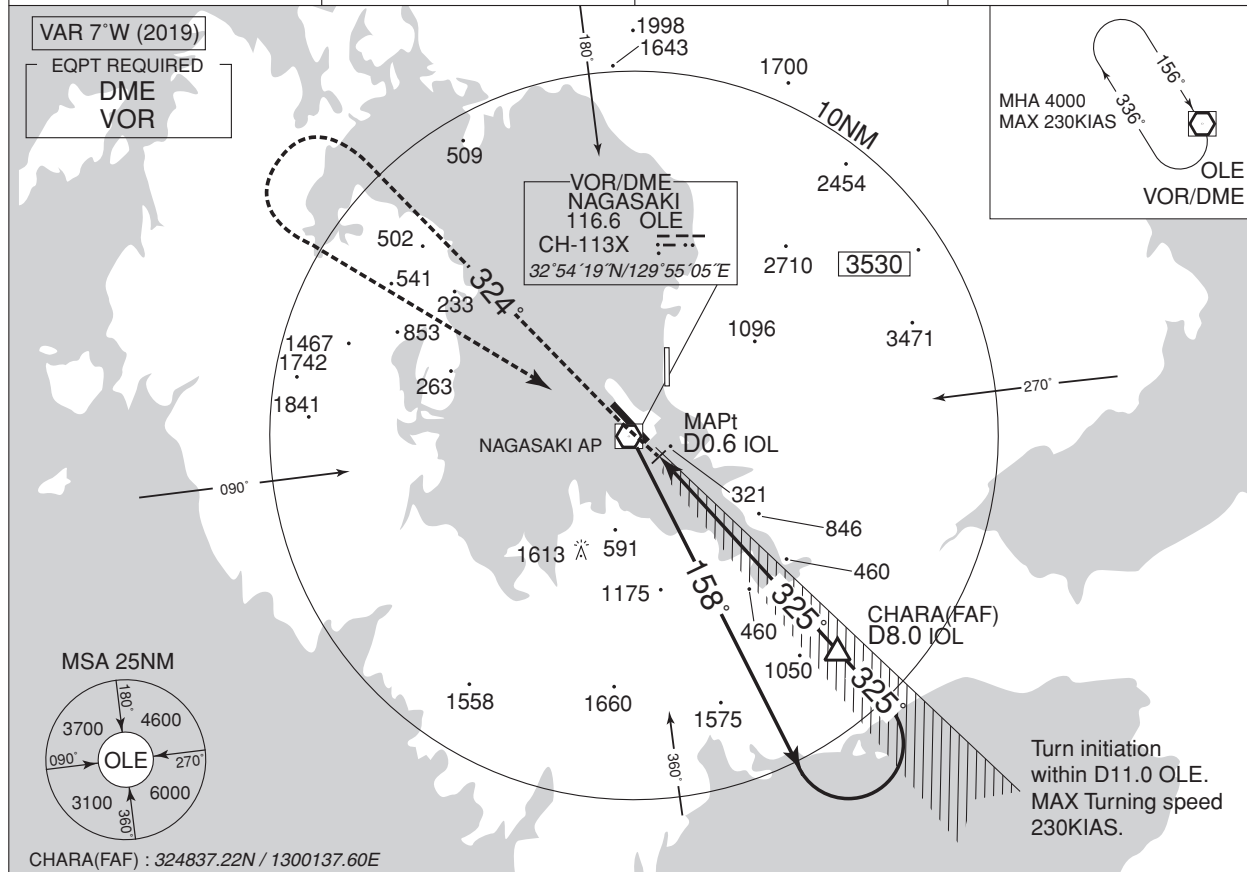 VAR 7°W (2019)
EQPT REQUIRED
DME
VOR
180°
1998
1643
1700
10NM
509
2454
VOR/DME
NAGASAKI
116.6 OLE
CH-113X
32°54´19˝N/129°55´05˝E
MHA 4000
MAX 230KIAS
156°
336°
OLE
VOR/DME
502
541
233
324°
2710
3530
853
1467
1742
263
1841
1096
3471
270°
NAGASAKI AP
MAPt
D0.6 IOL
090°
321
846
1613
591
460
1175
158°
325°
460
CHARA(FAF)
D8.0 IOL
1050
325°
1558
1660
1575
360°
MSA 25NM
180°
3700
4600
090°
OLE
270°
3100
6000
360°
Turn initiation
within D11.0 OLE.
MAX Turning speed
230KIAS.
CHARA(FAF) : 324837.22N / 1300137.60E